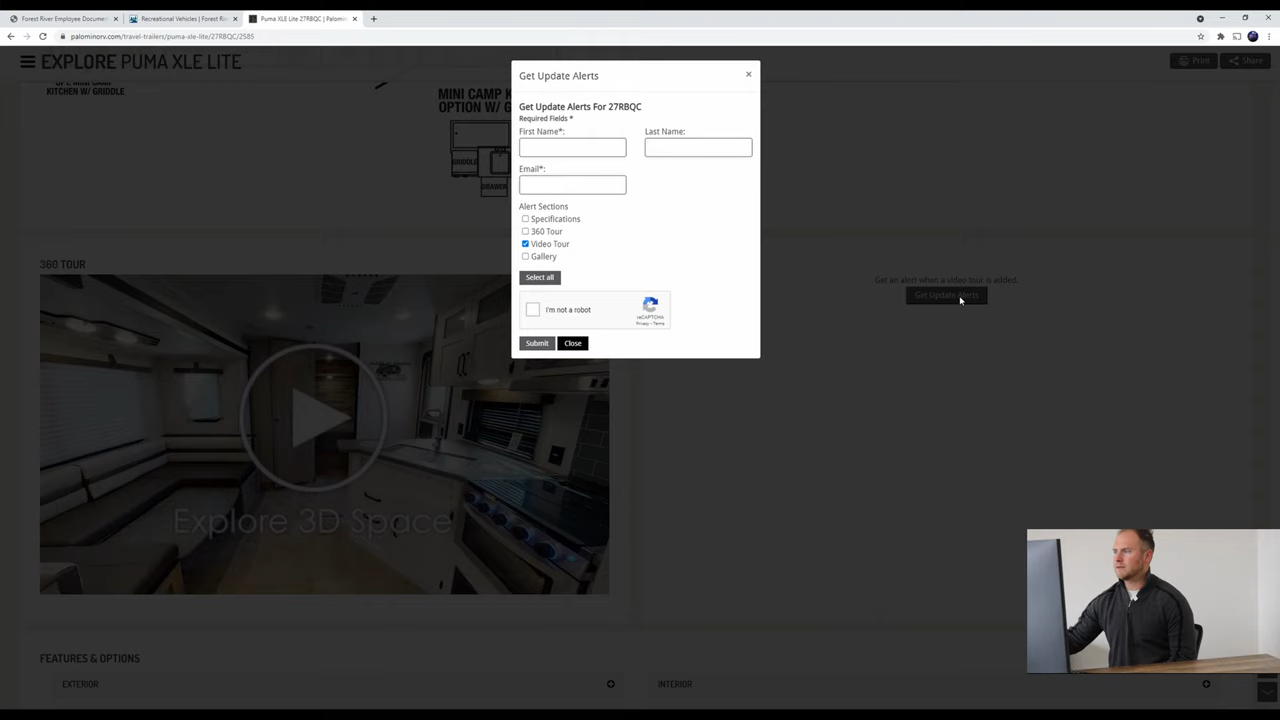 Forest River Employee Document
Recreational Vehicles | Forest Riv
Puma XLE Lite 27RBQC | Palomin
palominorv.com/travel-trailers/puma-xle-lite/27RBQC/2585
EXPLORE PUMA XLE LITE
Print
Share
KITCHEN W/ GRIDDLE
MINI CAMP K
OPTION W/ G
GRIDDLE
DRAWER
Get Update Alerts
×
Get Update Alerts For 27RBQC
Required Fields *
First Name*:
Last Name:
Email*:
Alert Sections
Specifications
360 Tour
Video Tour
Gallery
Select all
I'm not a robot
reCAPTCHA
Privacy - Terms
Submit
Close
360 TOUR
Get an alert when a video tour is added.
Get Update Alerts
Explore 3D Space
FEATURES & OPTIONS
EXTERIOR
INTERIOR